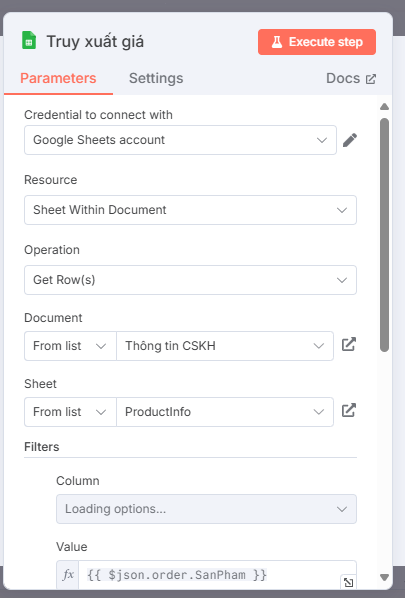 Truy xuất giá
Execute step
Parameters
Settings
Docs
Credential to connect with
Google Sheets account
Resource
Sheet Within Document
Operation
Get Row(s)
Document
From list
Thông tin CSKH
Sheet
From list
ProductInfo
Filters
Column
Loading options...
Value
fx
{{ $json.order.SanPham }}